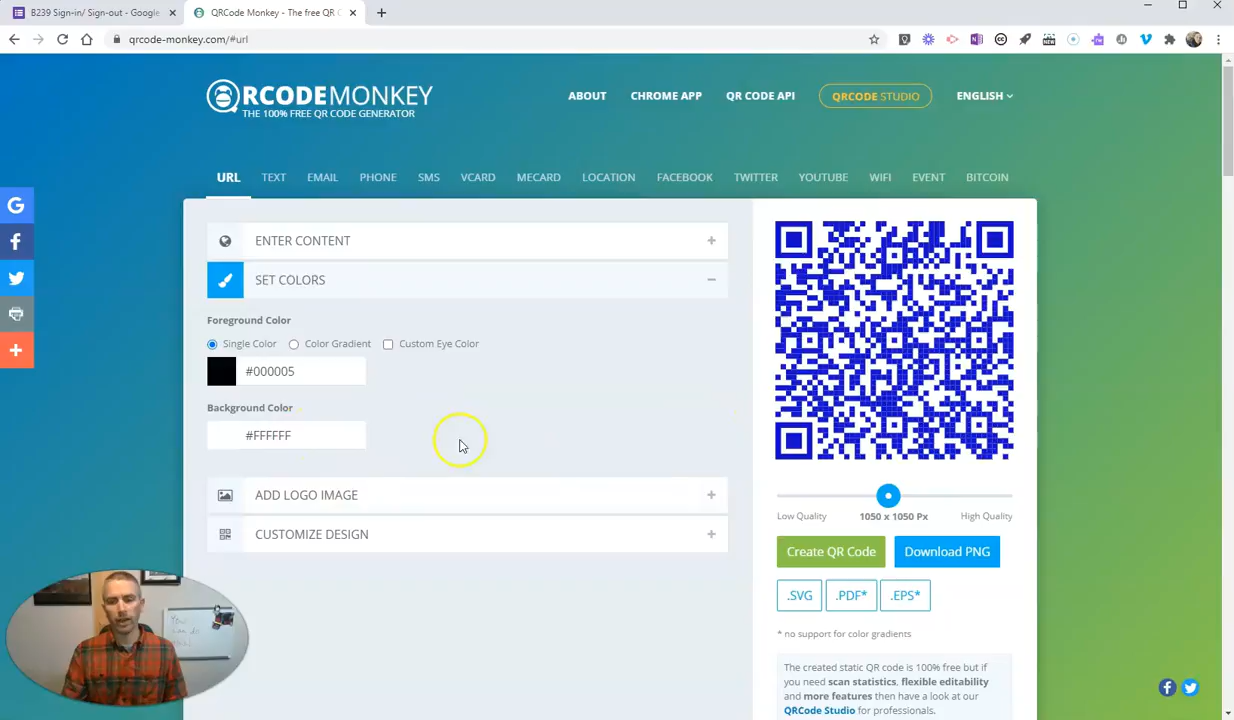 B239 Sign-in/ Sign-out - Google
QRCode Monkey - The free QR C
qrcode-monkey.com/#url
QRCODEMONKEY
THE 100% FREE QR CODE GENERATOR
ABOUT
CHROME APP
QR CODE API
QRCODE STUDIO
ENGLISH
URL
TEXT
EMAIL
PHONE
SMS
VCARD
MECARD
LOCATION
FACEBOOK
TWITTER
YOUTUBE
WIFI
EVENT
BITCOIN
ENTER CONTENT
SET COLORS
Foreground Color
Single Color
Color Gradient
Custom Eye Color
#000005
Background Color
#FFFFFF
ADD LOGO IMAGE
CUSTOMIZE DESIGN
Low Quality
1050 x 1050 Px
High Quality
Create QR Code
Download PNG
.SVG
.PDF*
.EPS*
* no support for color gradients
The created static QR code is 100% free but if
you need scan statistics, flexible editability
and more features then have a look at our
QRCode Studio for professionals.
You